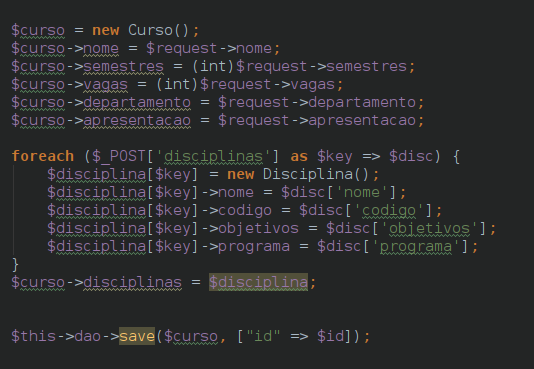 $curso = new Curso();
$curso->nome = $request->nome;
$curso->semestres = (int)$request->semestres;
$curso->vagas = (int)$request->vagas;
$curso->departamento = $request->departamento;
$curso->apresentacao = $request->apresentacao;
foreach ($_POST['disciplinas'] as $key => $disc) {
$disciplina[$key] = new Disciplina();
$disciplina[$key]->nome = $disc['nome'];
$disciplina[$key]->codigo = $disc['codigo'];
$disciplina[$key]->objetivos = $disc['objetivos'];
$disciplina[$key]->programa = $disc['programa'];
}
$curso->disciplinas = $disciplina;
$this->dao->save($curso, ["id" => $id]);